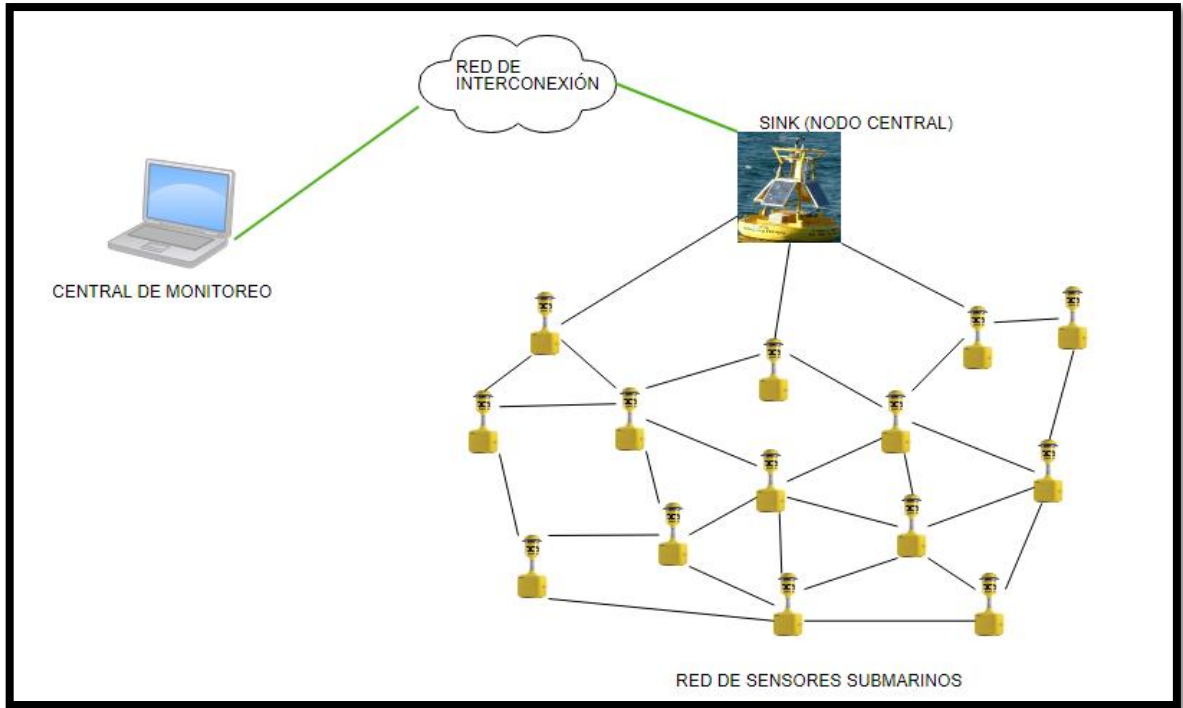 RED DE
INTERCONEXIÓN
SINK (NODO CENTRAL)
CENTRAL DE MONITOREO
RED DE SENSORES SUBMARINOS